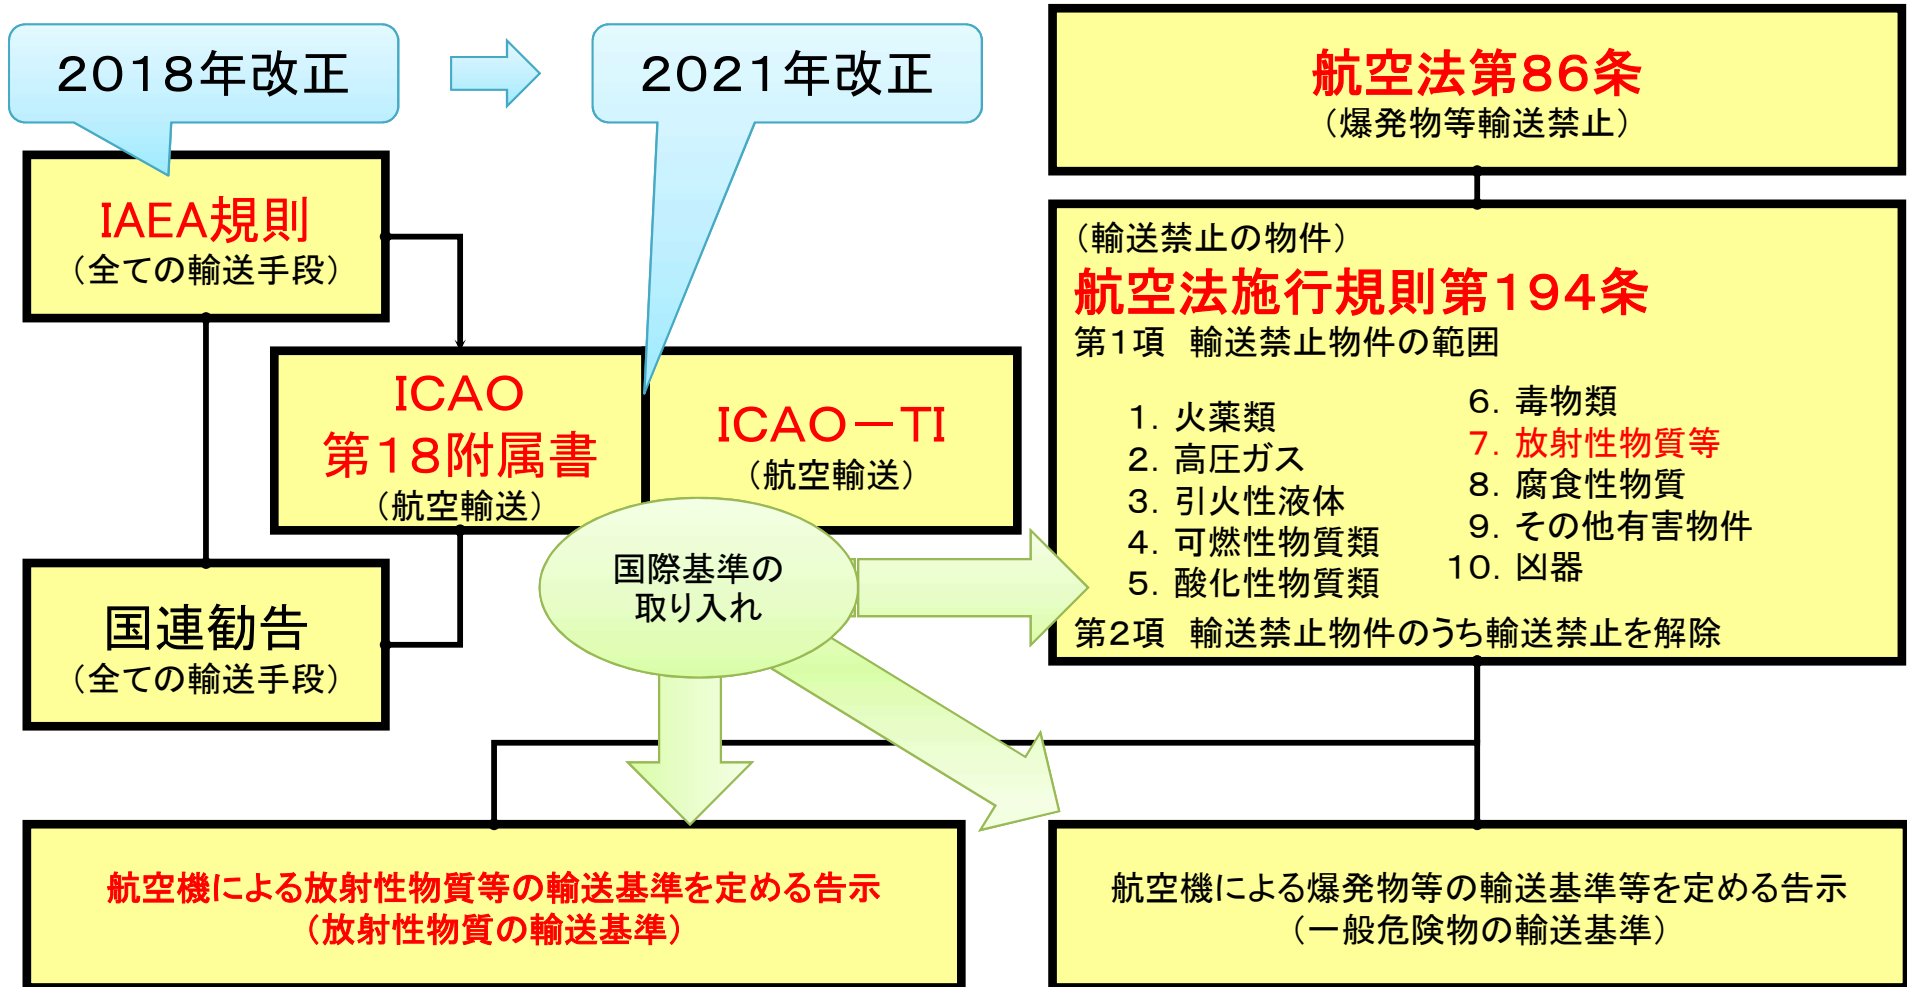 2018年改正
2021年改正
IAEA規則
（全ての輸送手段）
ICAO
第18附属書
（航空輸送）
ICAO－TI
（航空輸送）
国連勧告
（全ての輸送手段）
国際基準の
取り入れ
航空法第86条
（爆発物等輸送禁止）
（輸送禁止の物件）
航空法施行規則第194条
第1項　輸送禁止物件の範囲
1．火薬類
2．高圧ガス
3．引火性液体
4．可燃性物質類
5．酸化性物質類
6．毒物類
7．放射性物質等
8．腐食性物質
9．その他有害物件
10．凶器
第2項　輸送禁止物件のうち輸送禁止を解除
航空機による放射性物質等の輸送基準を定める告示
（放射性物質の輸送基準）
航空機による爆発物等の輸送基準等を定める告示
（一般危険物の輸送基準）